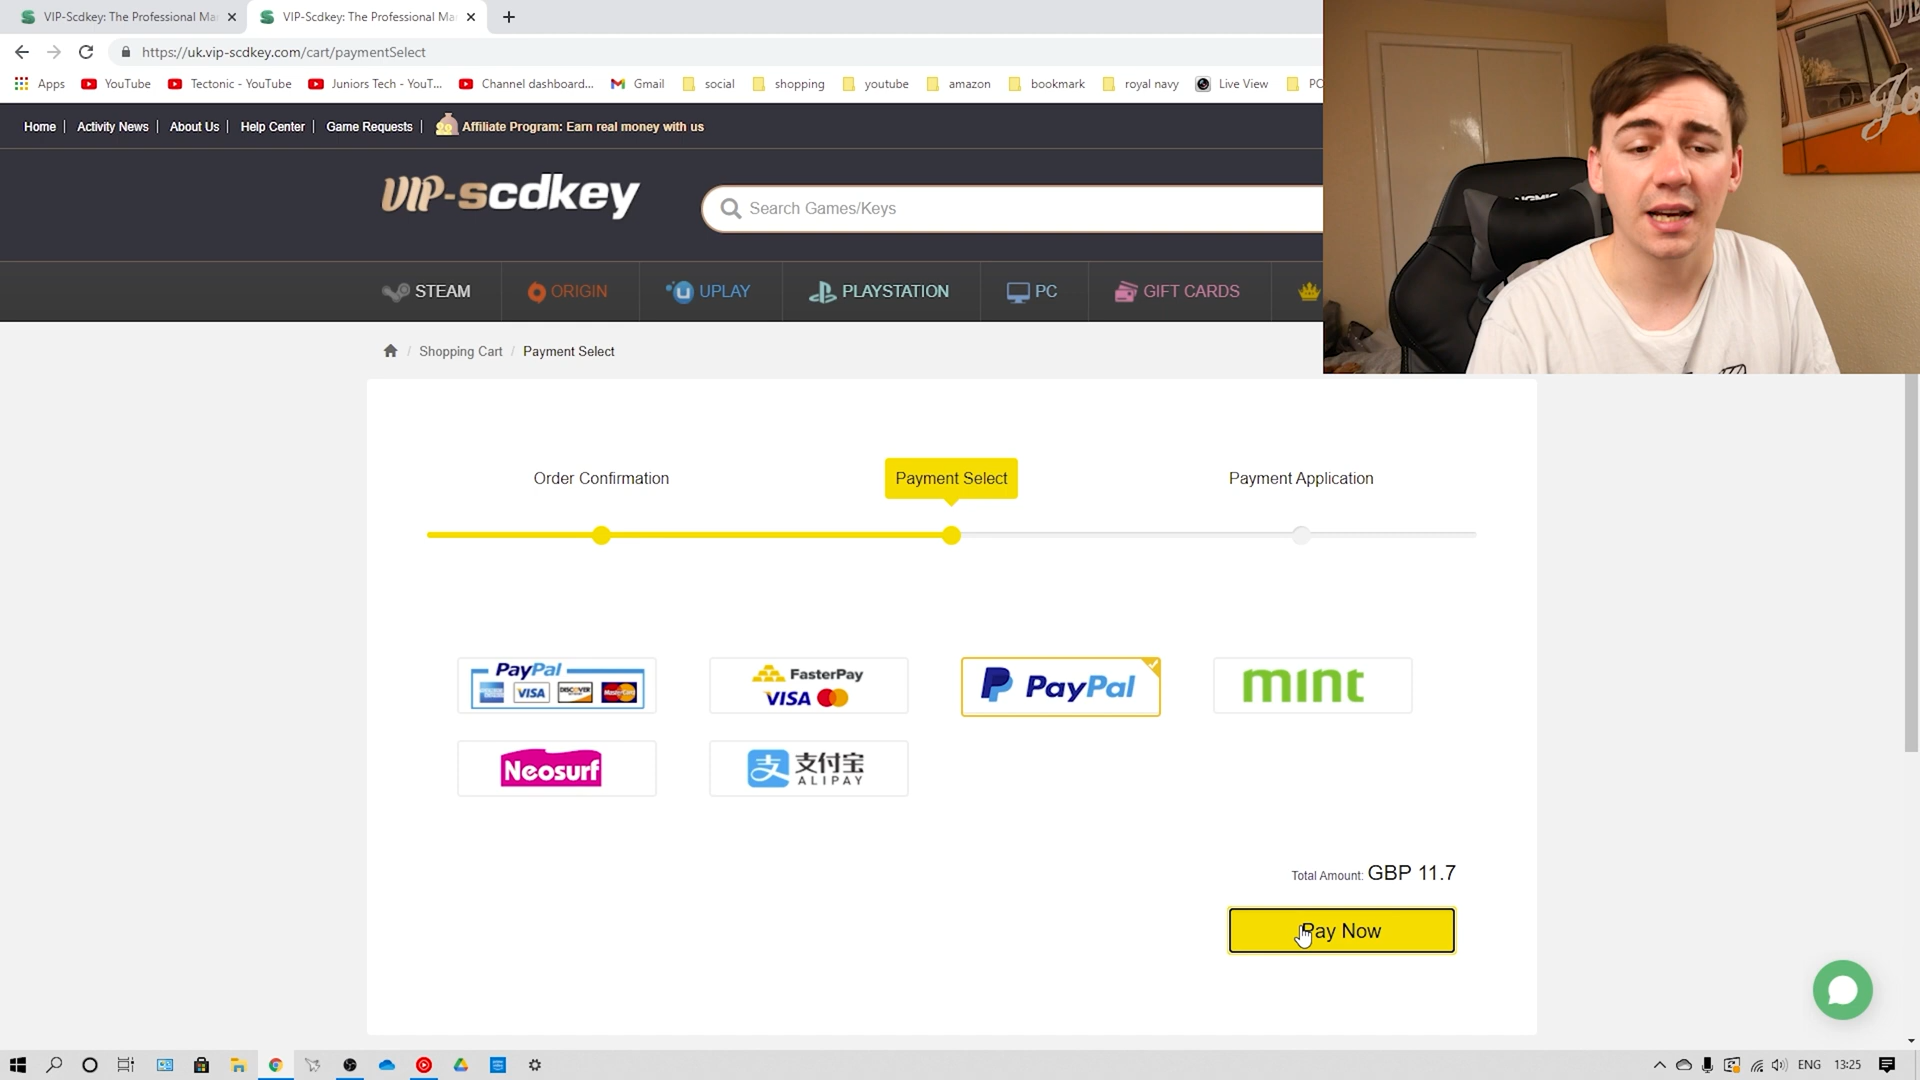 VIP-Scdkey: The Professional Ma
VIP-Scdkey: The Professional Ma
https://uk.vip-scdkey.com/cart/paymentSelect
Apps YouTube Tectonic - YouTube Juniors Tech - YouT... Channel dashboard... Gmail social shopping youtube amazon bookmark royal navy Live View PC
Home | Activity News | About Us | Help Center | Game Requests | Affiliate Program: Earn real money with us
VIP-scdkey
Search Games/Keys
STEAM ORIGIN UPLAY PLAYSTATION PC GIFT CARDS
/ Shopping Cart / Payment Select
Order Confirmation Payment Select Payment Application
PayPal
VISA DISCOVER MasterCard
FasterPay
VISA
PayPal
mint
Neosurf
支 支付宝
ALIPAY
Total Amount: GBP 11.7
Pay Now
ENG 13:25